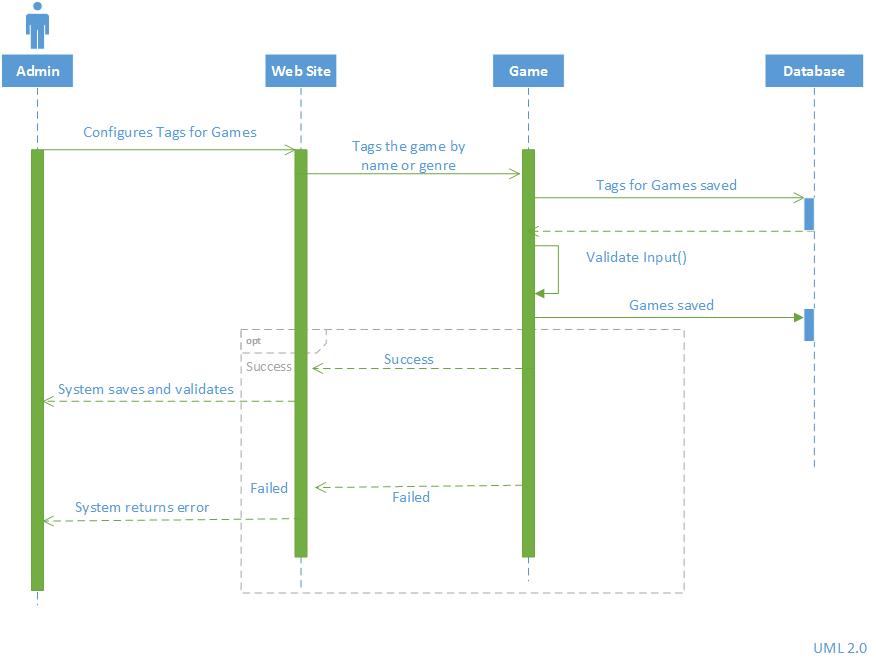 Admin
Web Site
Game
Database
Configures Tags for Games
Tags the game by
name or genre
Tags for Games saved
Validate Input()
Games saved
opt
Success
Success
System saves and validates
Failed
Failed
System returns error
UML 2.0